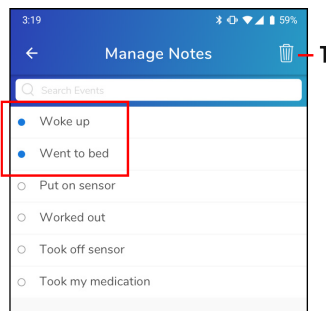 3:19 59%
Manage Notes
Search Events
Woke up
Went to bed
Put on sensor
Worked out
Took off sensor
Took my medication